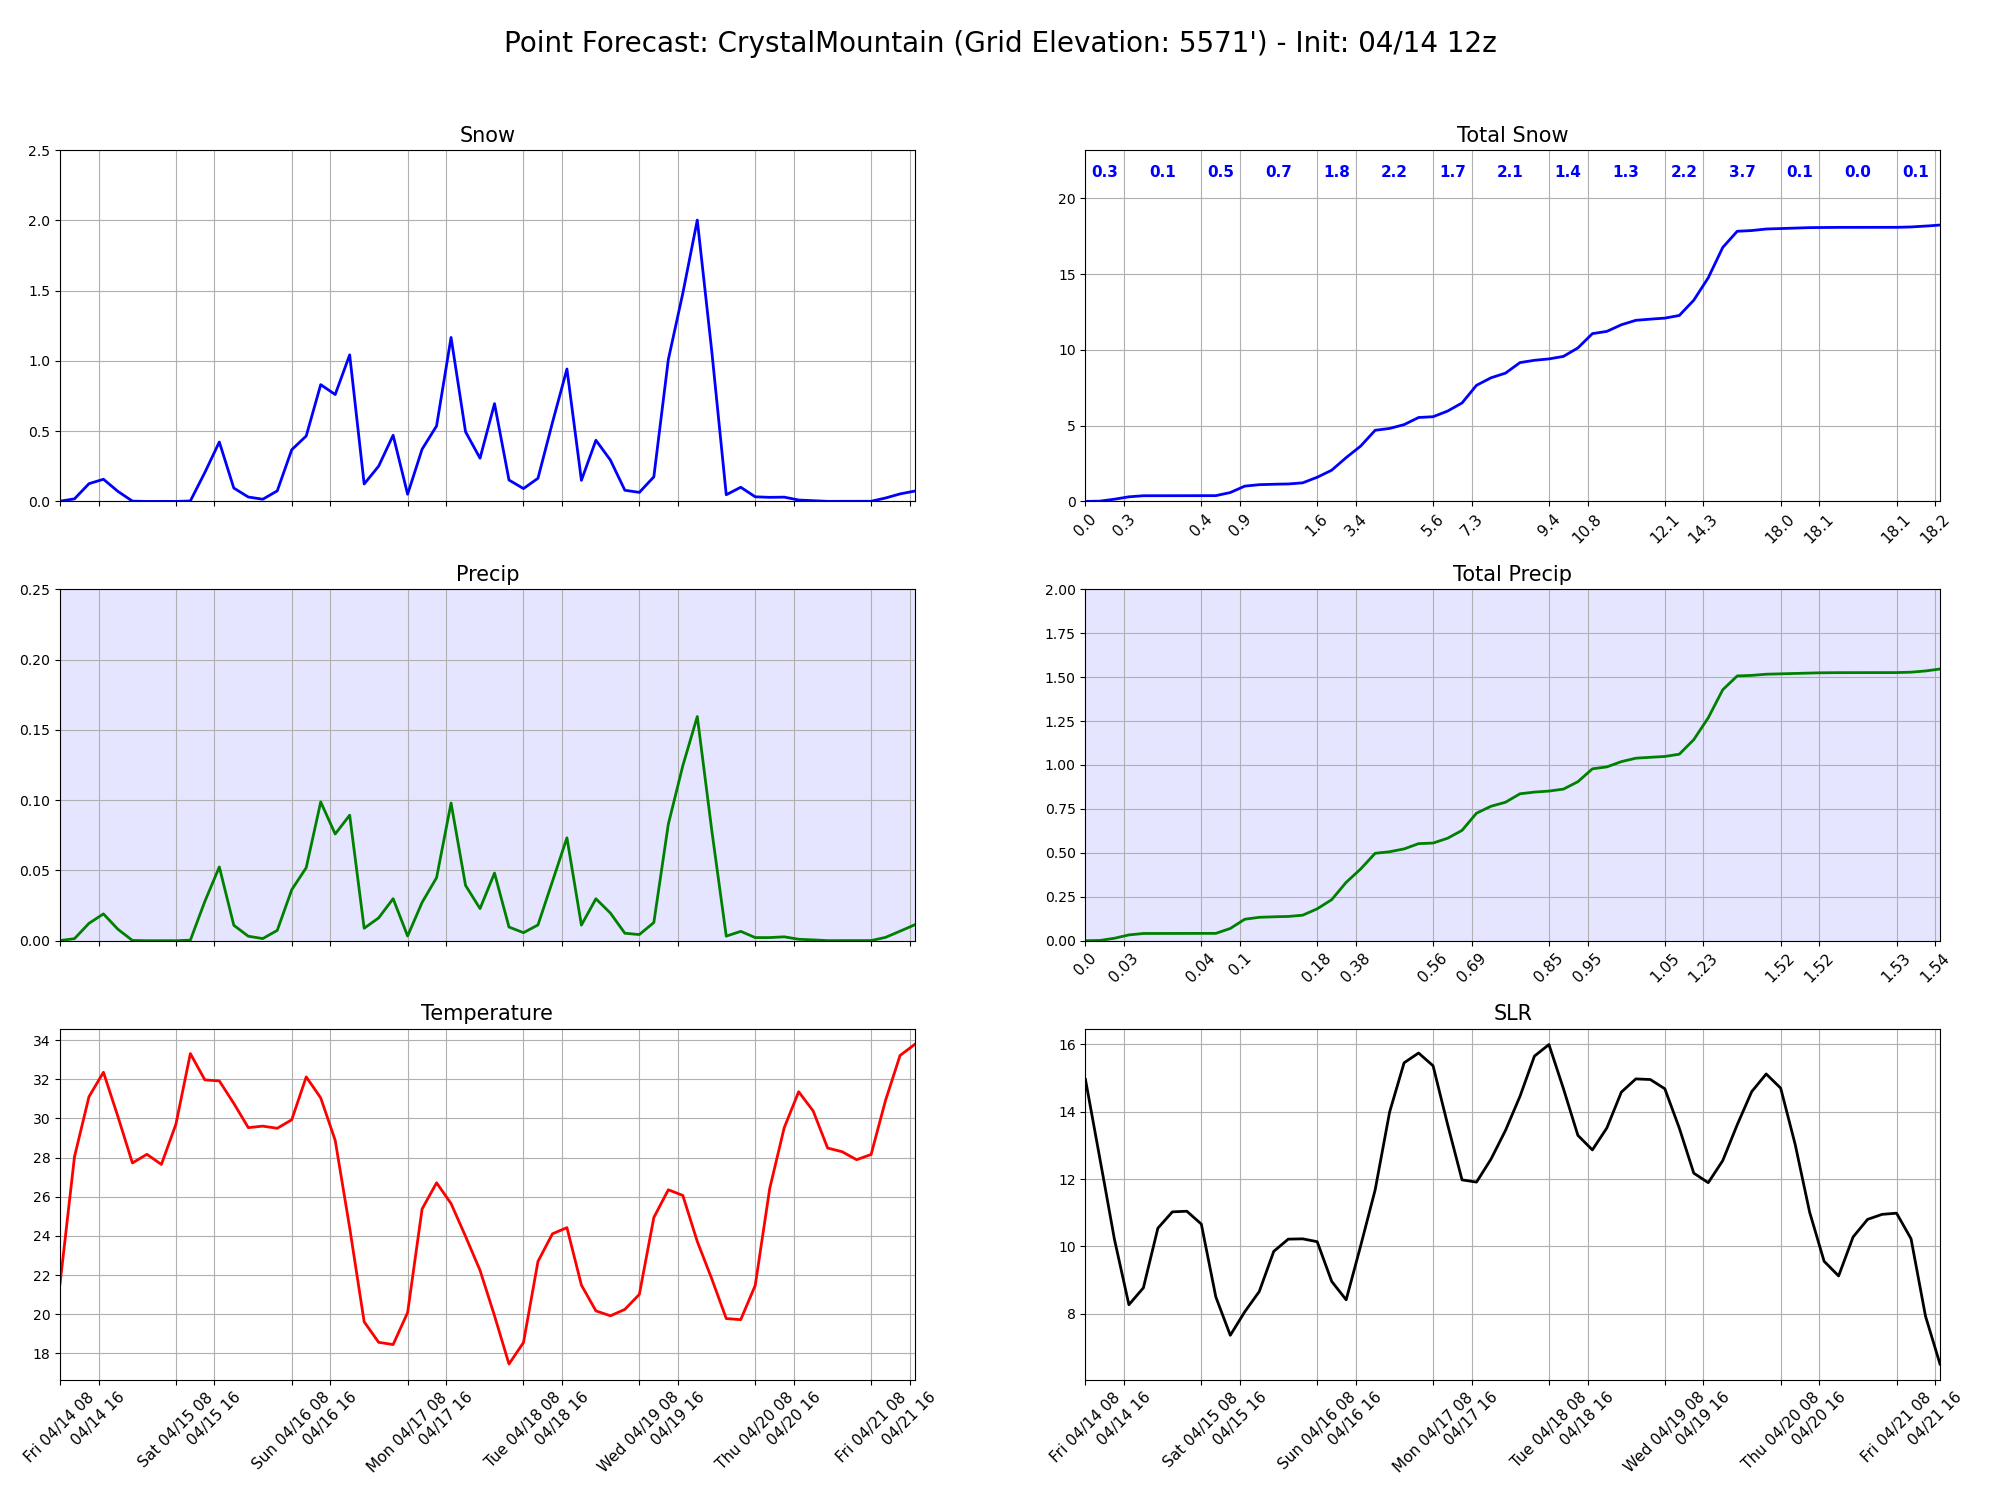 Point Forecast: CrystalMountain (Grid Elevation: 5571') - Init: 04/14 12z
Snow
2.5
2.0
1.5
1.0
0.5
0.0
Total Snow
0.3 0.1 0.5 0.7 1.8 2.2 1.7 2.1 1.4 1.3 2.2 3.7 0.1 0.0 0.1
20
15
10
5
0
0.0 0.3 0.4 0.9 1.6 3.4 5.6 7.3 9.4 10.8 12.1 14.3 18.0 18.1 18.1 18.2
Precip
0.25
0.20
0.15
0.10
0.05
0.00
Total Precip
2.00
1.75
1.50
1.25
1.00
0.75
0.50
0.25
0.00
0.0 0.03 0.04 0.1 0.18 0.38 0.56 0.69 0.85 0.95 1.05 1.23 1.52 1.52 1.53 1.54
Temperature
34
32
30
28
26
24
22
20
18
Fri 04/14 08
04/14 16
Sat 04/15 08
04/15 16
Sun 04/16 08
04/16 16
Mon 04/17 08
04/17 16
Tue 04/18 08
04/18 16
Wed 04/19 08
04/19 16
Thu 04/20 08
04/20 16
Fri 04/21 08
04/21 16
SLR
16
14
12
10
8
Fri 04/14 08
04/14 16
Sat 04/15 08
04/15 16
Sun 04/16 08
04/16 16
Mon 04/17 08
04/17 16
Tue 04/18 08
04/18 16
Wed 04/19 08
04/19 16
Thu 04/20 08
04/20 16
Fri 04/21 08
04/21 16